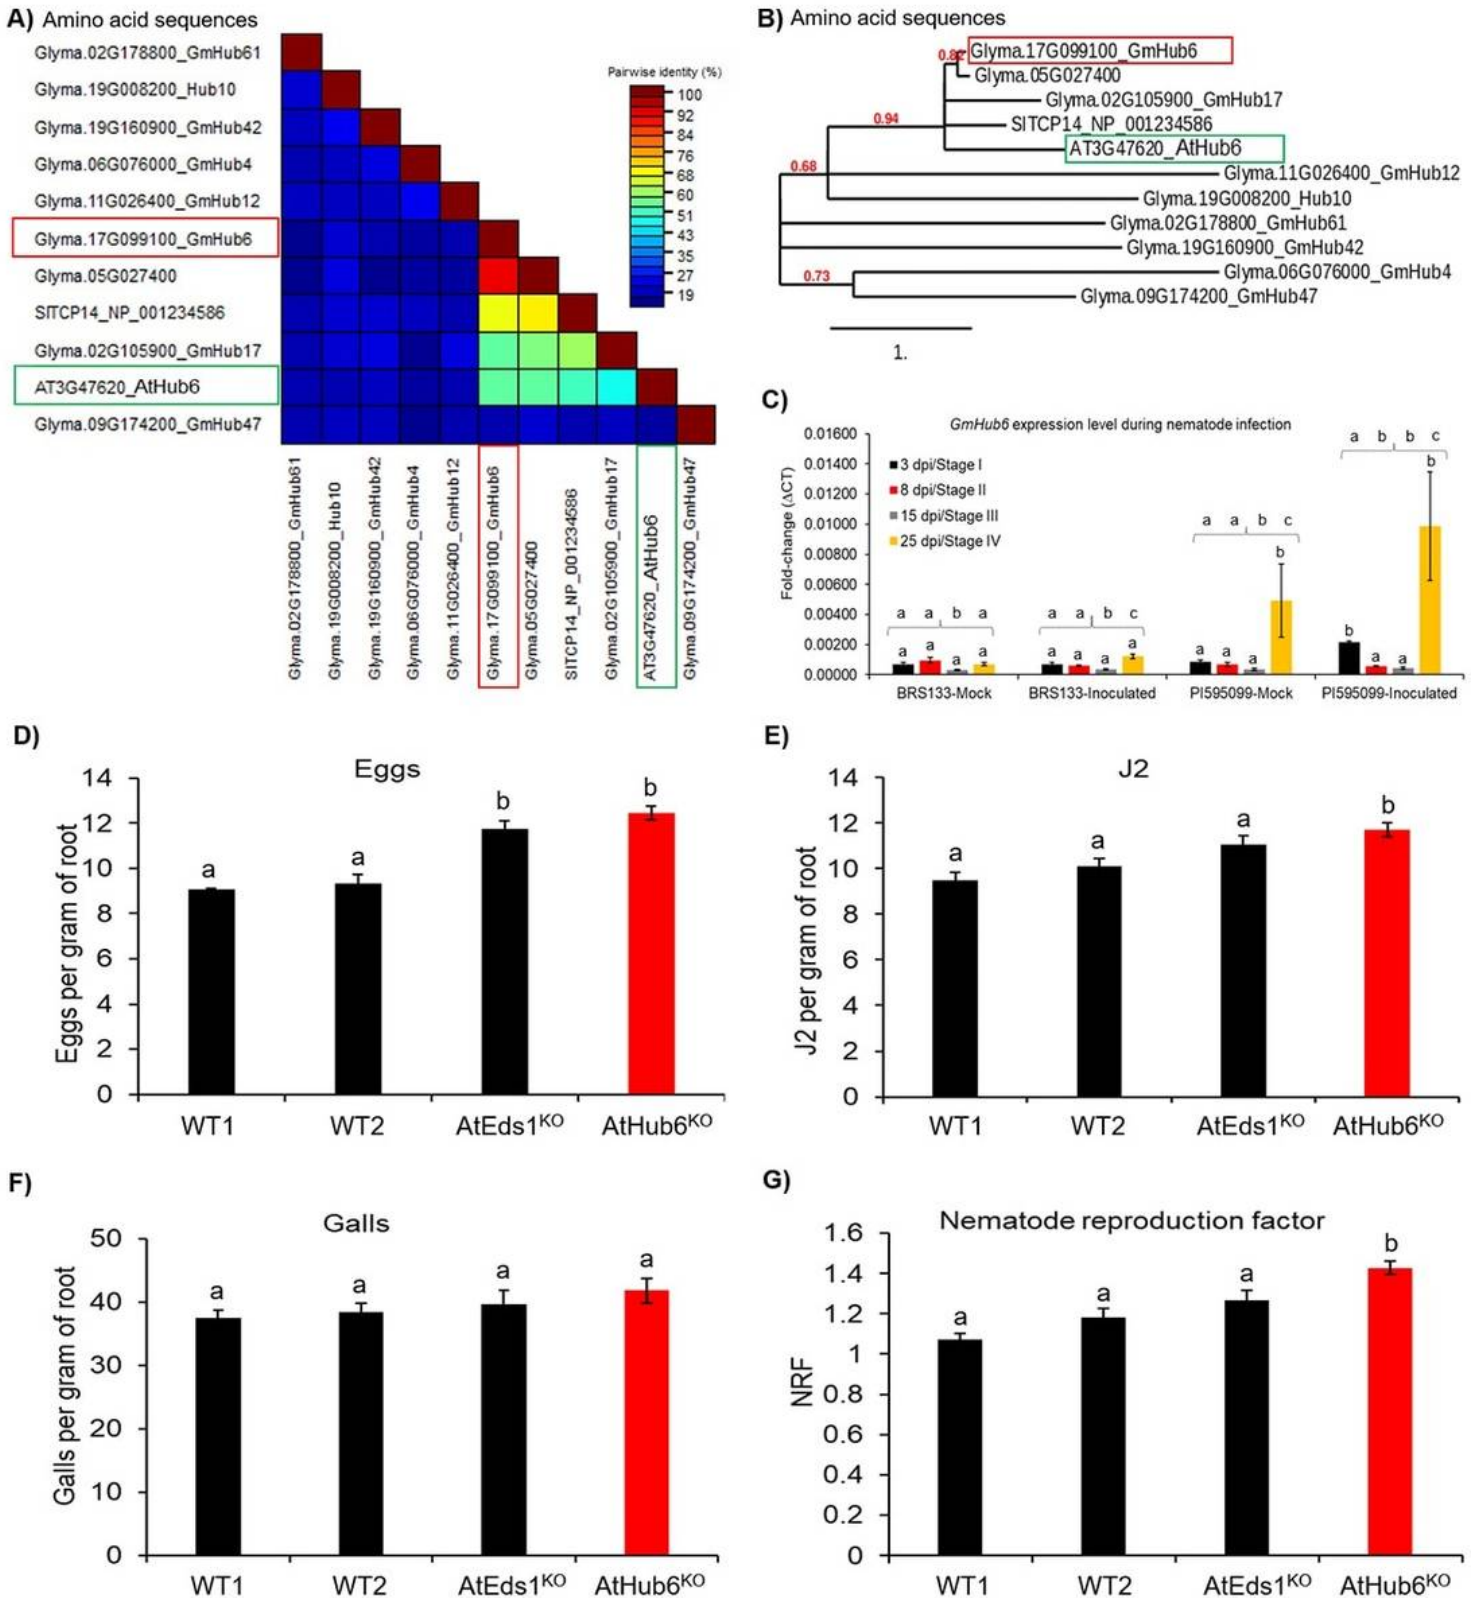 A) Amino acid sequences
Glyma.02G178800_GmHub61
Glyma.19G008200_Hub10
Glyma.19G160900_GmHub42
Glyma.06G076000_GmHub4
Glyma.11G026400_GmHub12
Glyma.17G099100_GmHub6
Glyma.05G027400
SlTCP14_NP_001234586
Glyma.02G105900_GmHub17
AT3G47620_AtHub6
Glyma.09G174200_GmHub47
Pairwise identity (%)
100
92
84
76
68
60
51
43
35
27
19
Glyma.02G178800_GmHub61
Glyma.19G008200_Hub10
Glyma.19G160900_GmHub42
Glyma.06G076000_GmHub4
Glyma.11G026400_GmHub12
Glyma.17G099100_GmHub6
Glyma.05G027400
SlTCP14_NP_001234586
Glyma.02G105900_GmHub17
AT3G47620_AtHub6
Glyma.09G174200_GmHub47
B) Amino acid sequences
Glyma.17G099100_GmHub6
Glyma.05G027400
Glyma.02G105900_GmHub17
0.94 SlTCP14_NP_001234586
AT3G47620_AtHub6
0.68
Glyma.11G026400_GmHub12
Glyma.19G008200_Hub10
Glyma.02G178800_GmHub61
Glyma.19G160900_GmHub42
0.73 Glyma.06G076000_GmHub4
Glyma.09G174200_GmHub47
1.
C)
GmHub6 expression level during nematode infection
Fold-change (ΔCT)
0.01600
0.01400
0.01200
0.01000
0.00800
0.00600
0.00400
0.00200
0.00000
3 dpi/Stage I
8 dpi/Stage II
15 dpi/Stage III
25 dpi/Stage IV
a a b a
a a a a
a a b c
a a a a
a a b c
a a a b
a b b c
b a a b
BRS133-Mock BRS133-Inoculated PI595099-Mock PI595099-Inoculated
D)
Eggs
Eggs per gram of root
14
12
10
8
6
4
2
0
a a b b
WT1 WT2 AtEds1KO AtHub6KO
E)
J2
J2 per gram of root
14
12
10
8
6
4
2
0
a a a b
WT1 WT2 AtEds1KO AtHub6KO
F)
Galls
Galls per gram of root
50
40
30
20
10
0
a a a a
WT1 WT2 AtEds1KO AtHub6KO
G)
Nematode reproduction factor
NRF
1.6
1.4
1.2
1
0.8
0.6
0.4
0.2
0
a a a b
WT1 WT2 AtEds1KO AtHub6KO